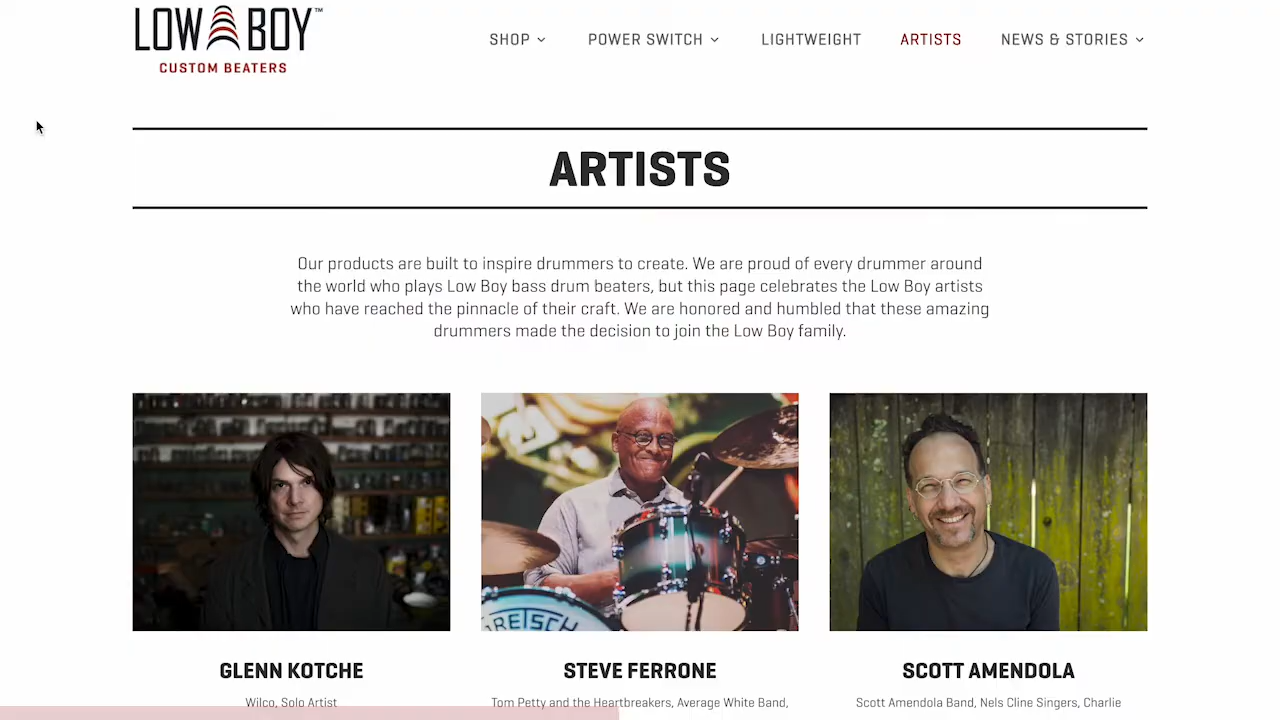 LOW BOY™
CUSTOM BEATERS
SHOP
POWER SWITCH
LIGHTWEIGHT
ARTISTS
NEWS & STORIES
ARTISTS
Our products are built to inspire drummers to create. We are proud of every drummer around
the world who plays Low Boy bass drum beaters, but this page celebrates the Low Boy artists
who have reached the pinnacle of their craft. We are honored and humbled that these amazing
drummers made the decision to join the Low Boy family.
GRETSCH
GLENN KOTCHE
STEVE FERRONE
SCOTT AMENDOLA
Wilco, Solo Artist
Tom Petty and the Heartbreakers, Average White Band,
Scott Amendola Band, Nels Cline Singers, Charlie